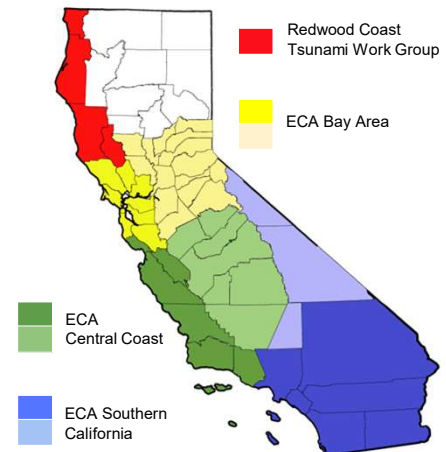 Redwood Coast
Tsunami Work Group
ECA Bay Area
ECA
Central Coast
ECA Southern
California